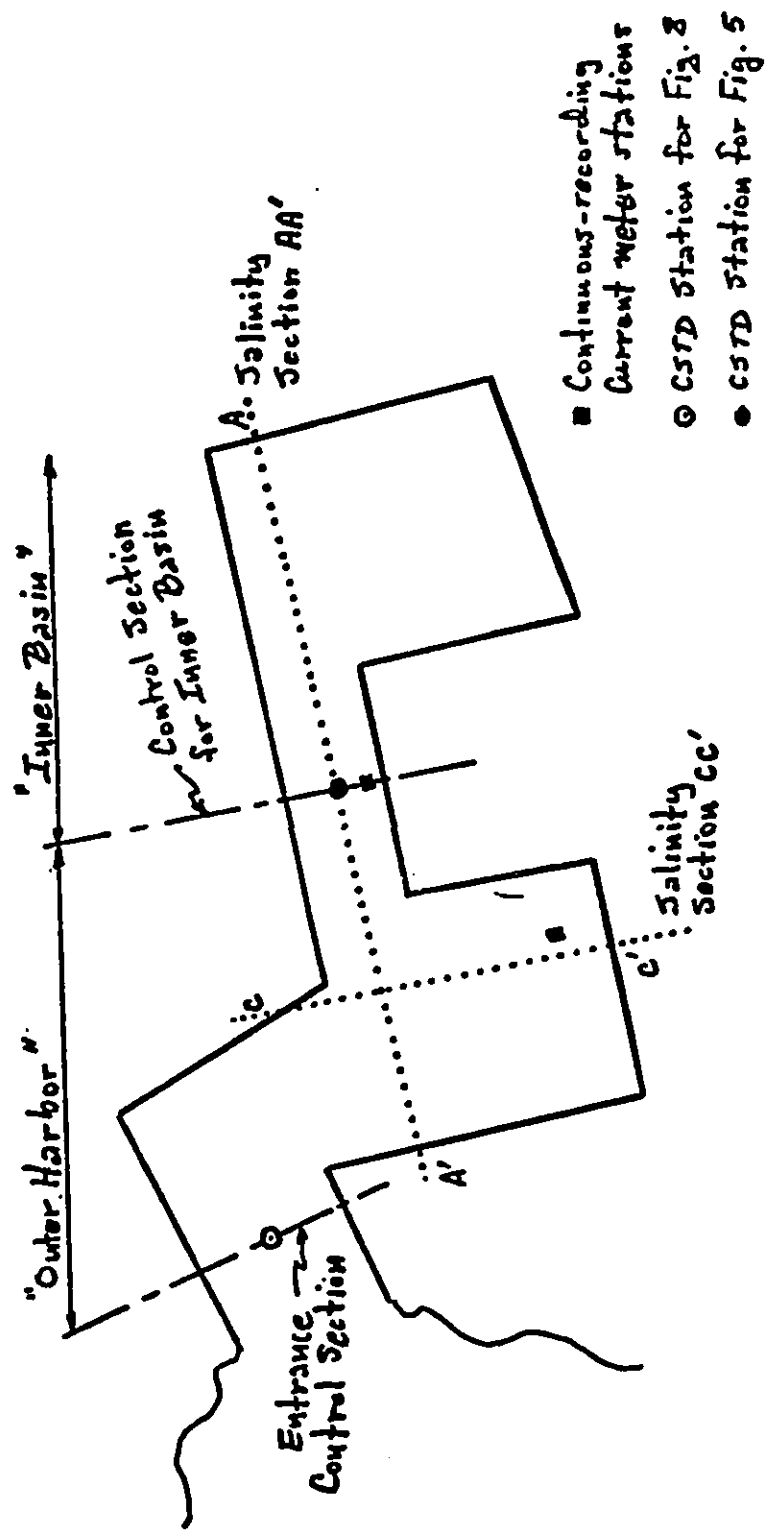 "Outer Harbor"
"Inner Basin"
Control Section
for Inner Basin
A
Salinity
Section AA'
C
Entrance
Control Section
A'
C'
Salinity
Section CC'
Continuous-recording
Current meter stations
CSTD Station for Fig. 8
CSTD Station for Fig. 5